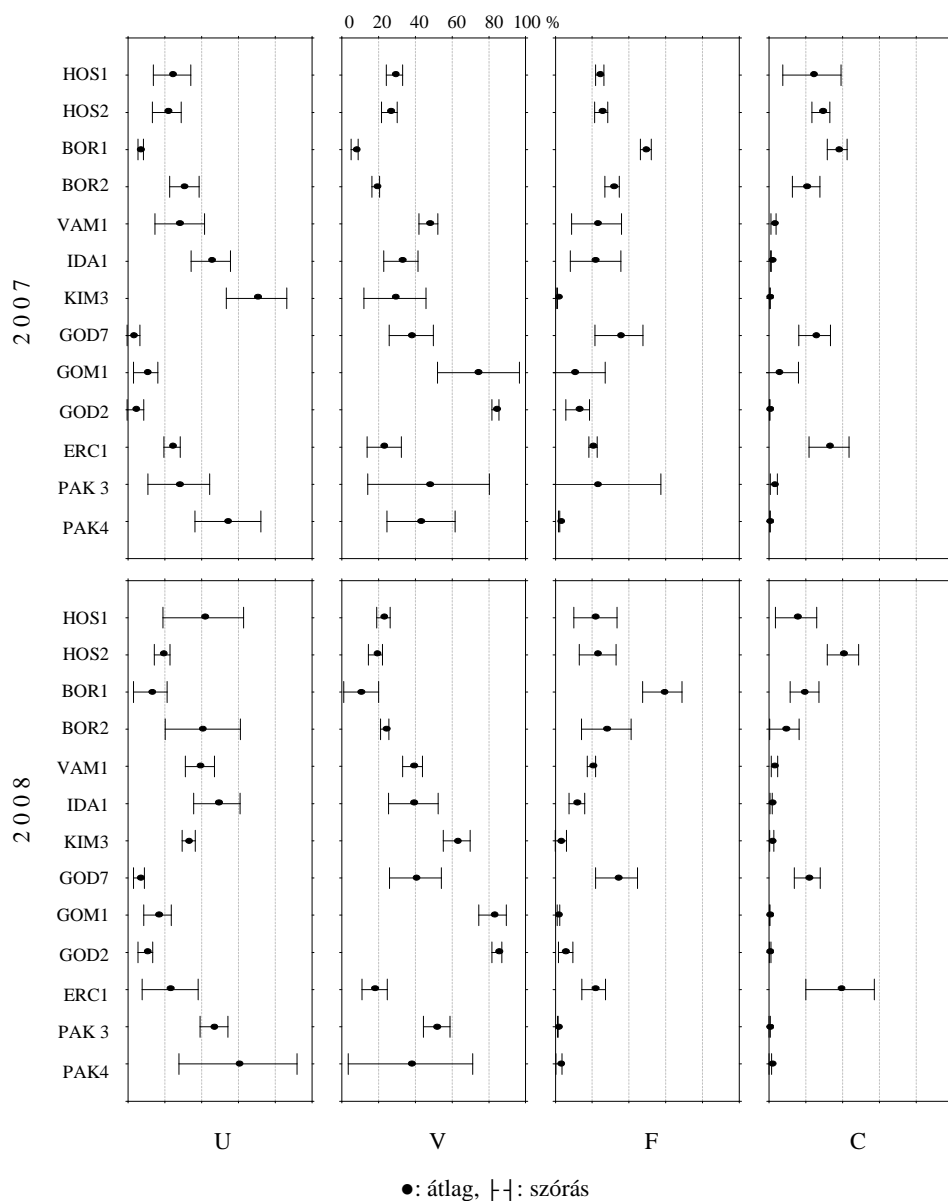 0 20 40 60 80 100 %
2007
HOS1
HOS2
BOR1
BOR2
VAM1
IDA1
KIM3
GOD7
GOM1
GOD2
ERC1
PAK 3
PAK4
2008
HOS1
HOS2
BOR1
BOR2
VAM1
IDA1
KIM3
GOD7
GOM1
GOD2
ERC1
PAK 3
PAK4
U V F C
●: átlag, ├┤: szórás